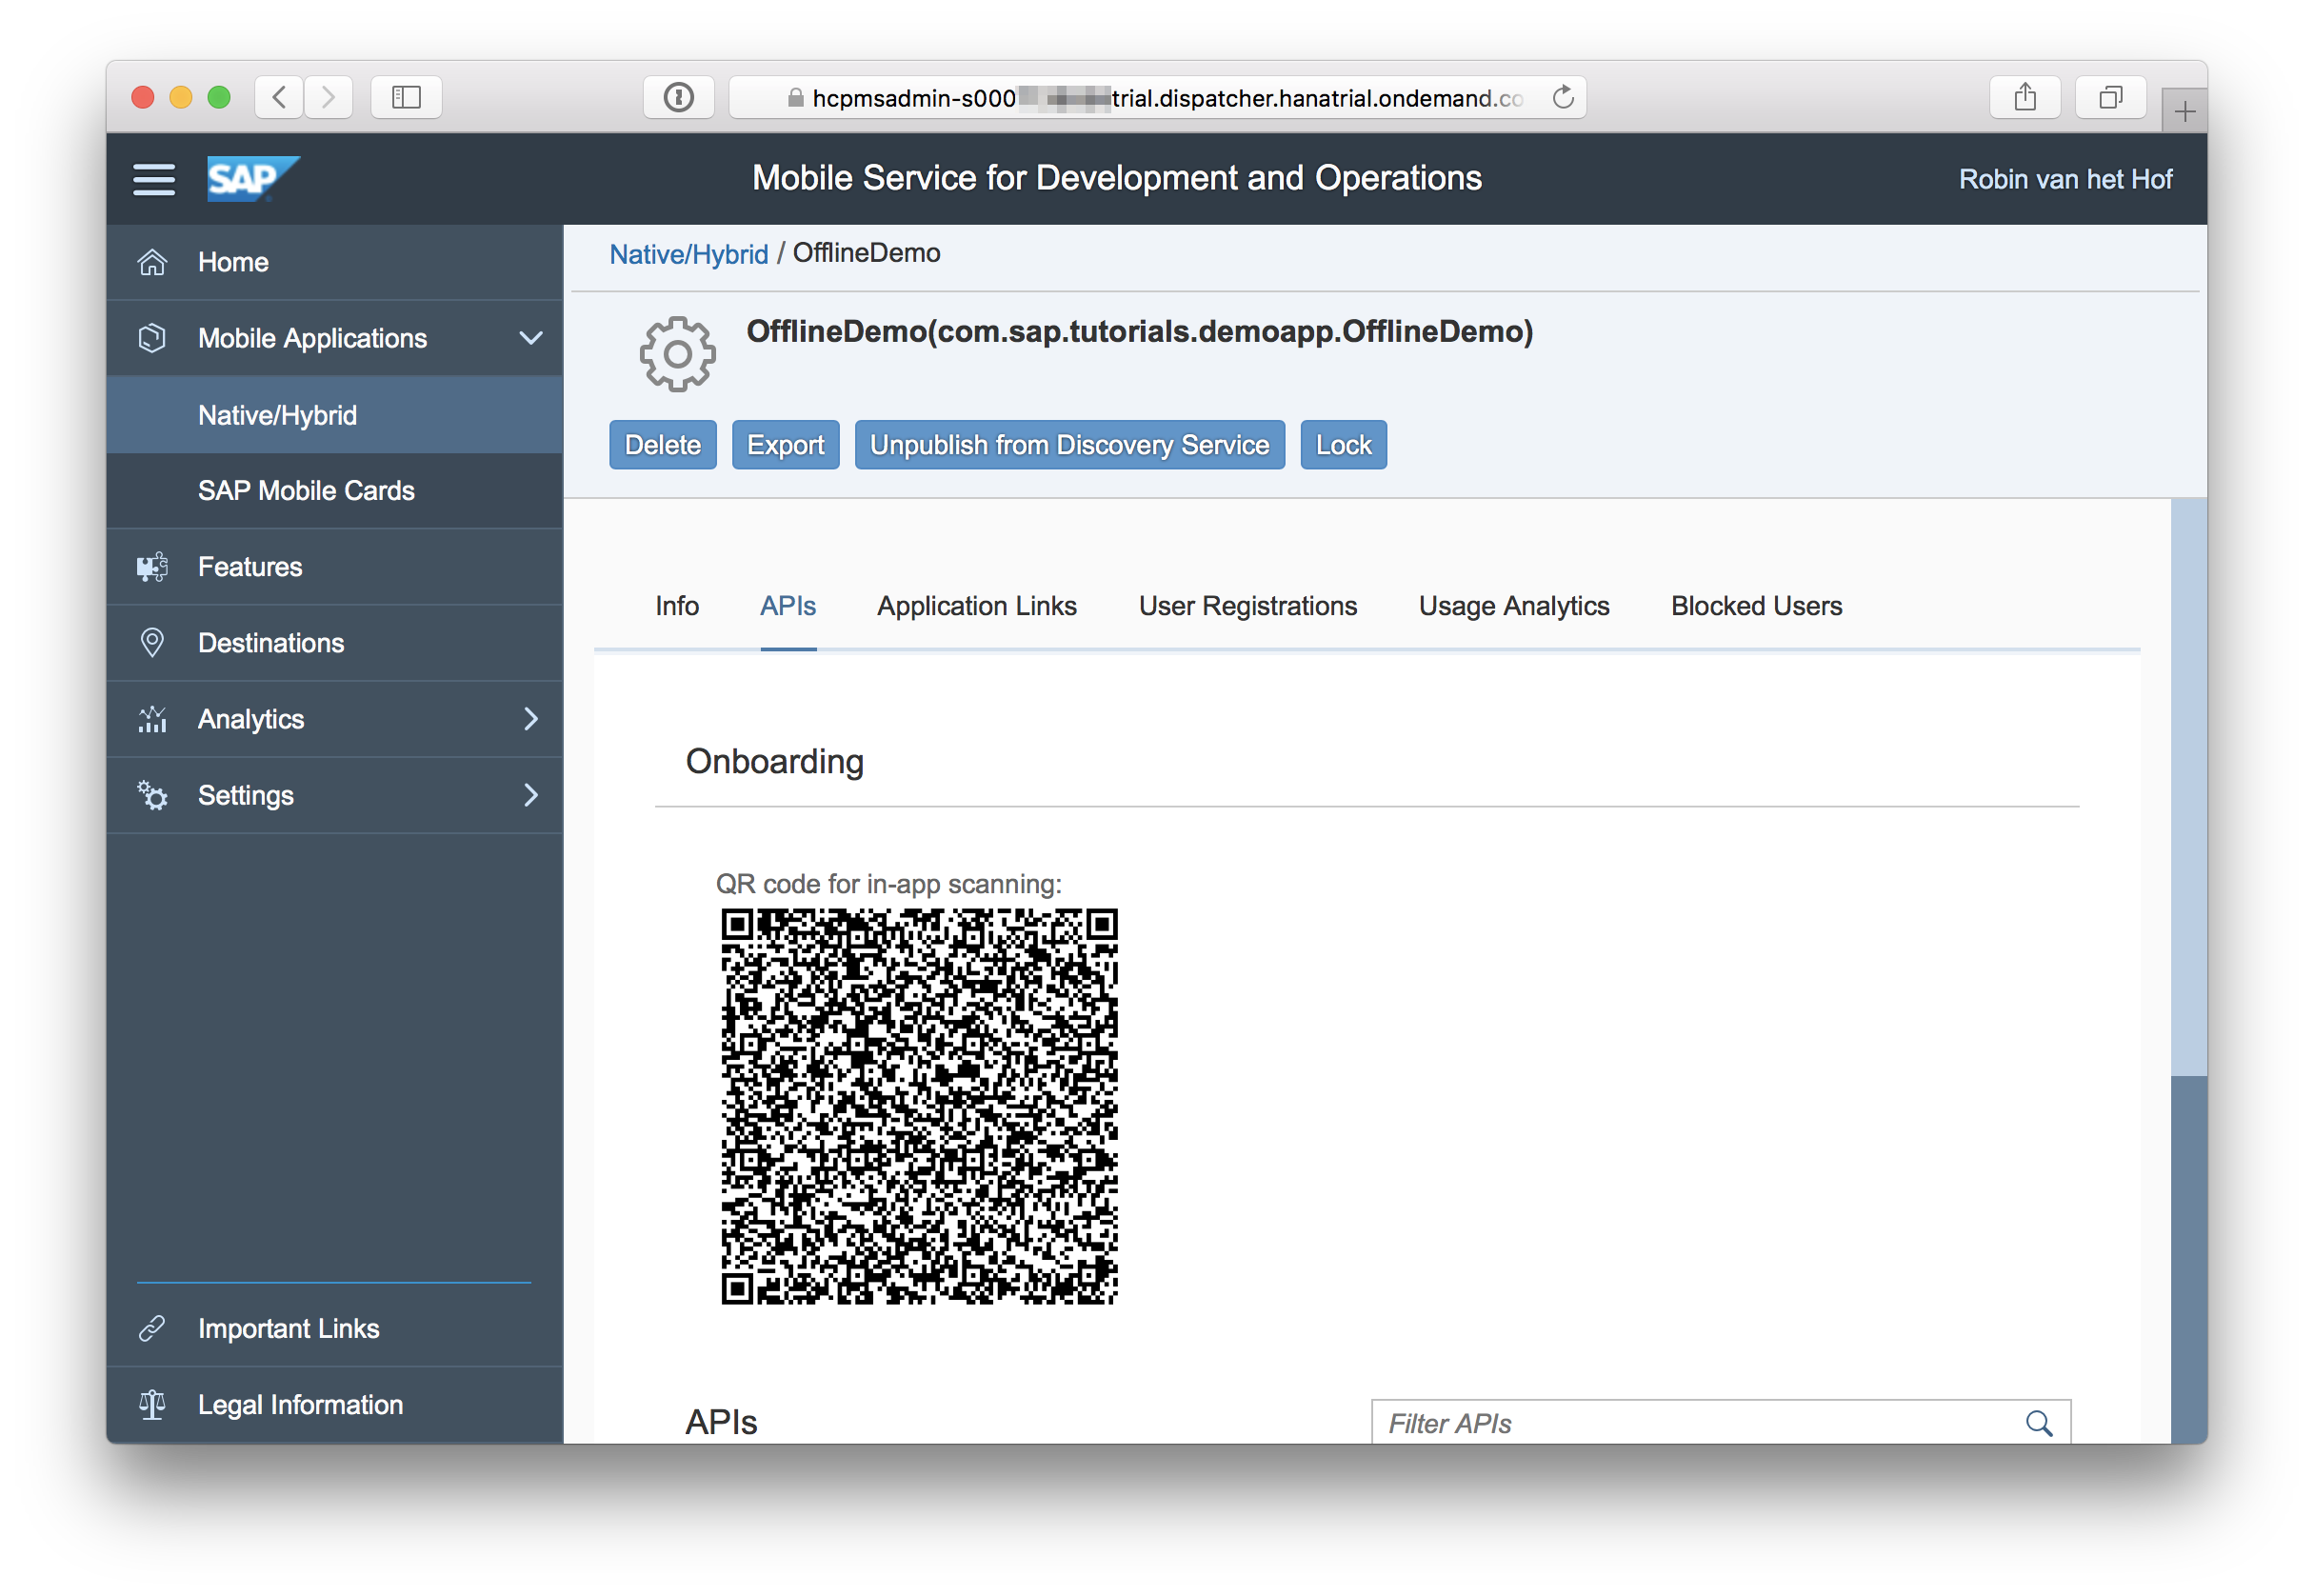 hcpmsadmin-s000 trial.dispatcher.hanatrial.ondemand.co
SAP
Mobile Service for Development and Operations
Robin van het Hof
Home
Mobile Applications
Native/Hybrid
SAP Mobile Cards
Features
Destinations
Analytics
Settings
Important Links
Legal Information
Native/Hybrid / OfflineDemo
OfflineDemo(com.sap.tutorials.demoapp.OfflineDemo)
Delete Export Unpublish from Discovery Service Lock
Info APIs Application Links User Registrations Usage Analytics Blocked Users
Onboarding
QR code for in-app scanning:
APIs
Filter APIs